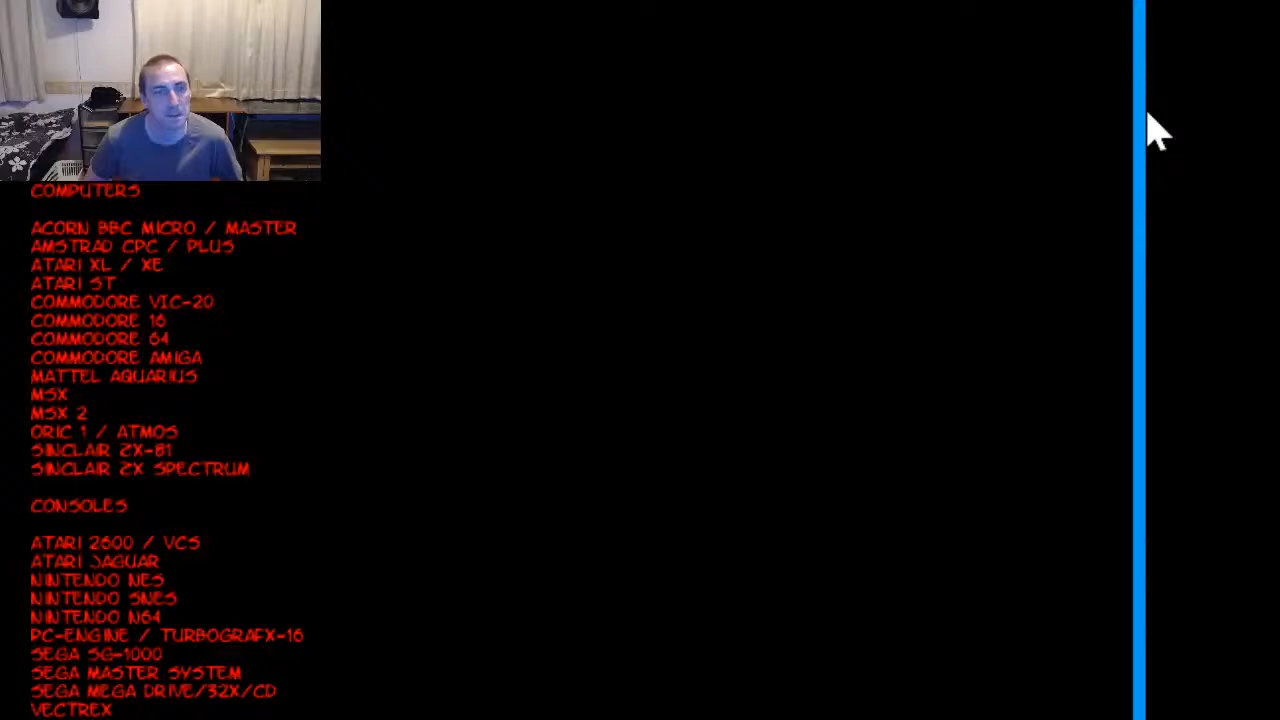 COMPUTERS
ACORN BBC MICRO / MASTER
AMSTRAD CPC / PLUS
ATARI XL / XE
ATARI ST
COMMODORE VIC-20
COMMODORE 16
COMMODORE 64
COMMODORE AMIGA
MATTEL AQUARIUS
MSX
MSX 2
ORIC 1 / ATMOS
SINCLAIR ZX-81
SINCLAIR ZX SPECTRUM
CONSOLES
ATARI 2600 / VCS
ATARI JAGUAR
NINTENDO NES
NINTENDO SNES
NINTENDO N64
PC-ENGINE / TURBOGRAFX-16
SEGA SG-1000
SEGA MASTER SYSTEM
SEGA MEGA DRIVE/32X/CD
VECTREX